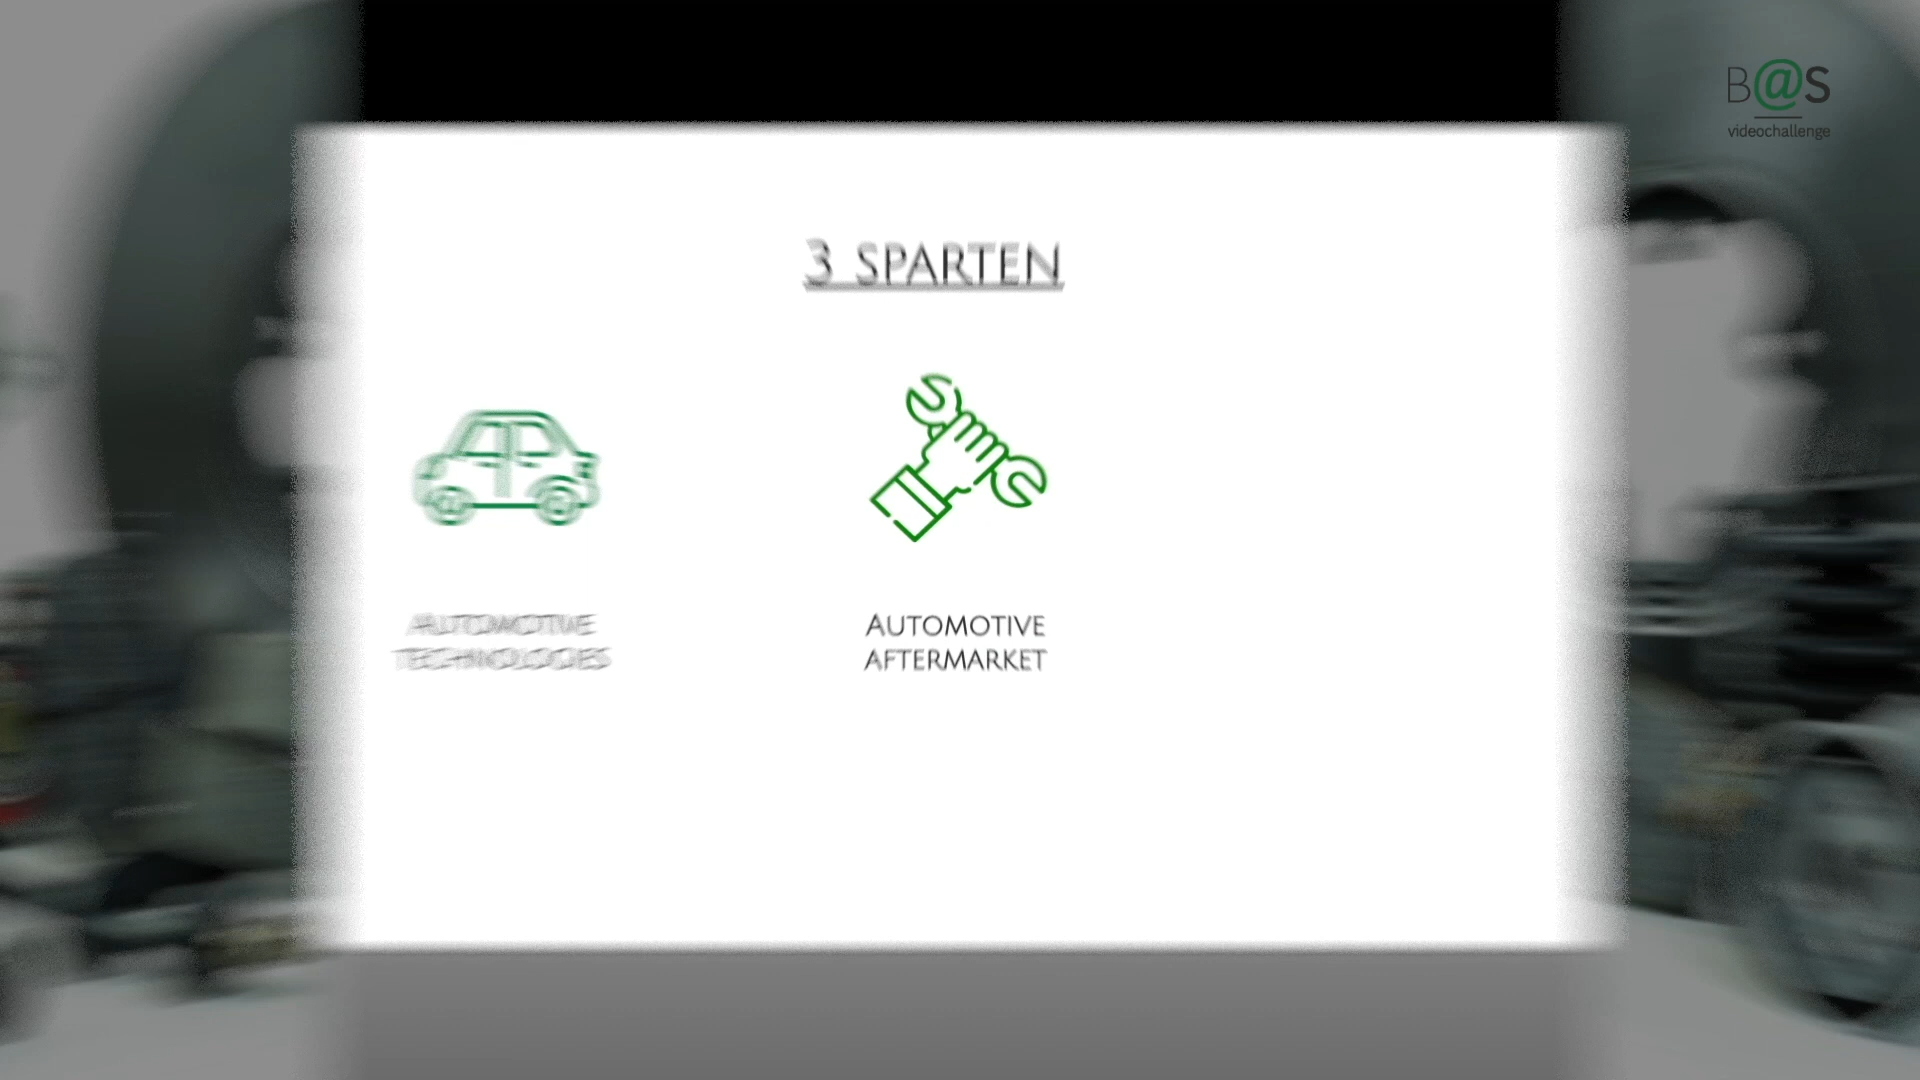 B@S
videochallenge
3 SPARTEN
AUTOMOTIVE
TECHNOLOGIES
AUTOMOTIVE
AFTERMARKET